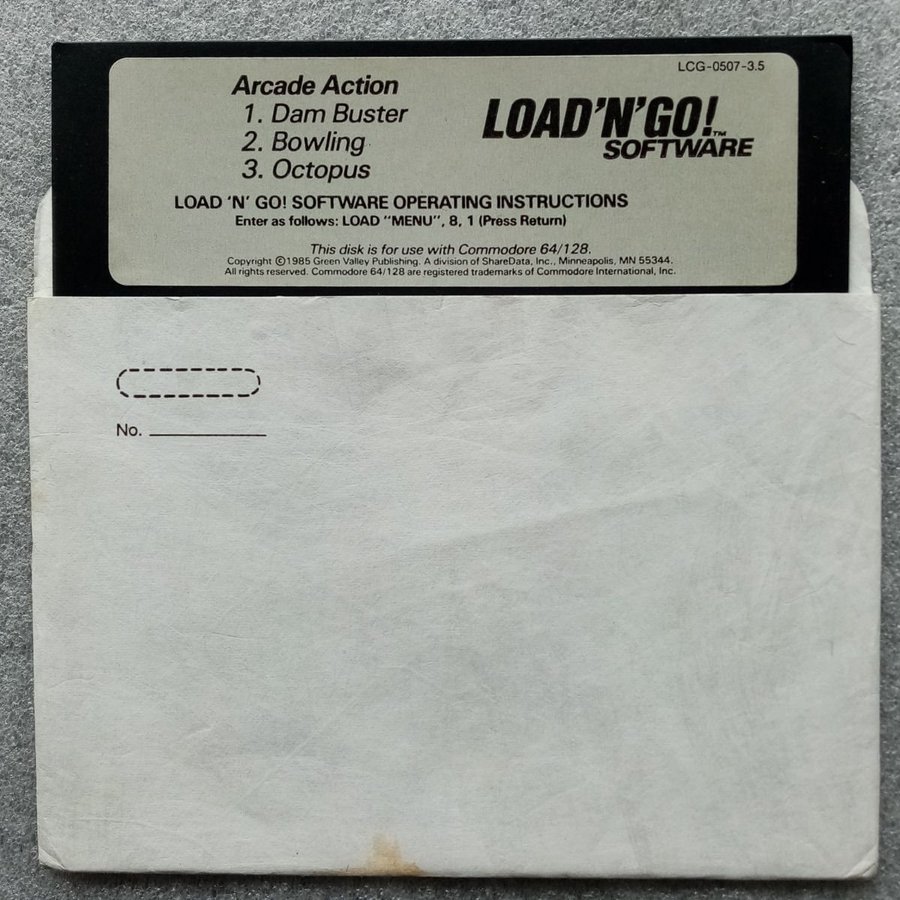 LCG-0507-3.5
Arcade Action
1. Dam Buster
2. Bowling
3. Octopus
LOAD'N'GO!™
SOFTWARE
LOAD 'N' GO! SOFTWARE OPERATING INSTRUCTIONS
Enter as follows: LOAD "MENU", 8, 1 (Press Return)
This disk is for use with Commodore 64/128.
Copyright ©1985 Green Valley Publishing. A division of ShareData, Inc., Minneapolis, MN 55344.
All rights reserved. Commodore 64/128 are registered trademarks of Commodore International, Inc.
No.